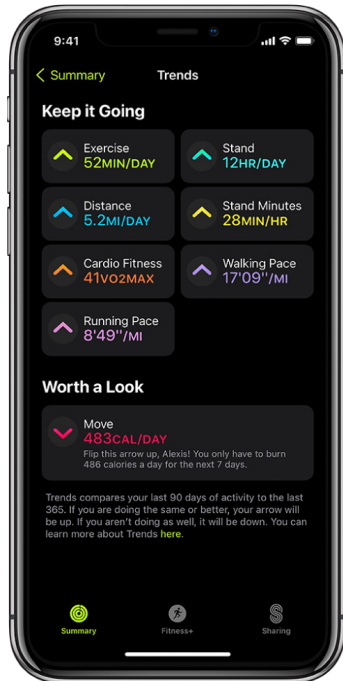 9:41
Summary
Trends
Keep it Going
Exercise
52MIN/DAY
Stand
12HR/DAY
Distance
5.2MI/DAY
Stand Minutes
28MIN/HR
Cardio Fitness
41VO2MAX
Walking Pace
17'09''/MI
Running Pace
8'49''/MI
Worth a Look
Move
483CAL/DAY
Flip this arrow up, Alexis! You only have to burn
486 calories a day for the next 7 days.
Trends compares your last 90 days of activity to the last
365. If you are doing the same or better, your arrow will
be up. If you aren't doing as well, it will be down. You can
learn more about Trends here.
Summary
Fitness+
Sharing